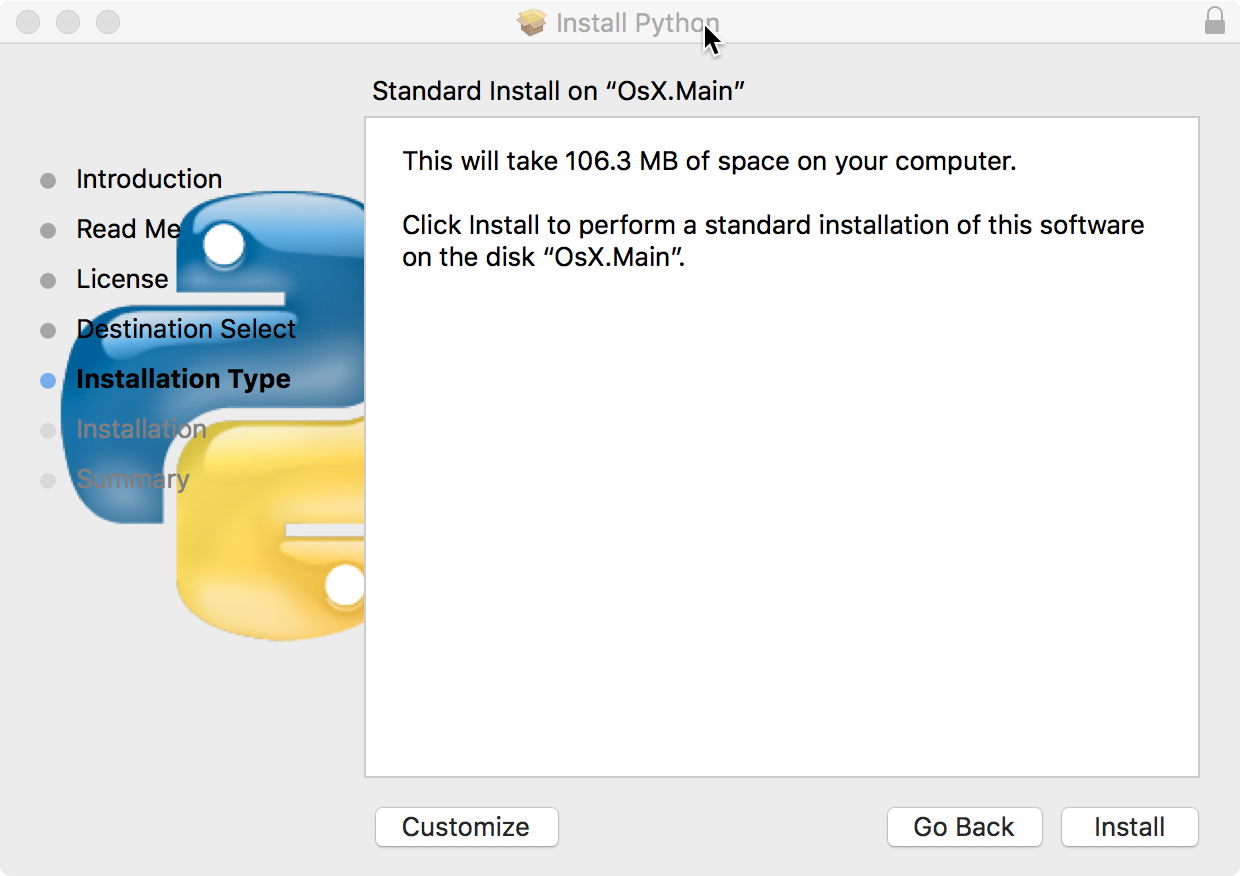 Install Python
Standard Install on “OsX.Main”
Introduction
Read Me
License
Destination Select
Installation Type
Installation
Summary
This will take 106.3 MB of space on your computer.
Click Install to perform a standard installation of this software
on the disk “OsX.Main”.
Customize
Go Back
Install